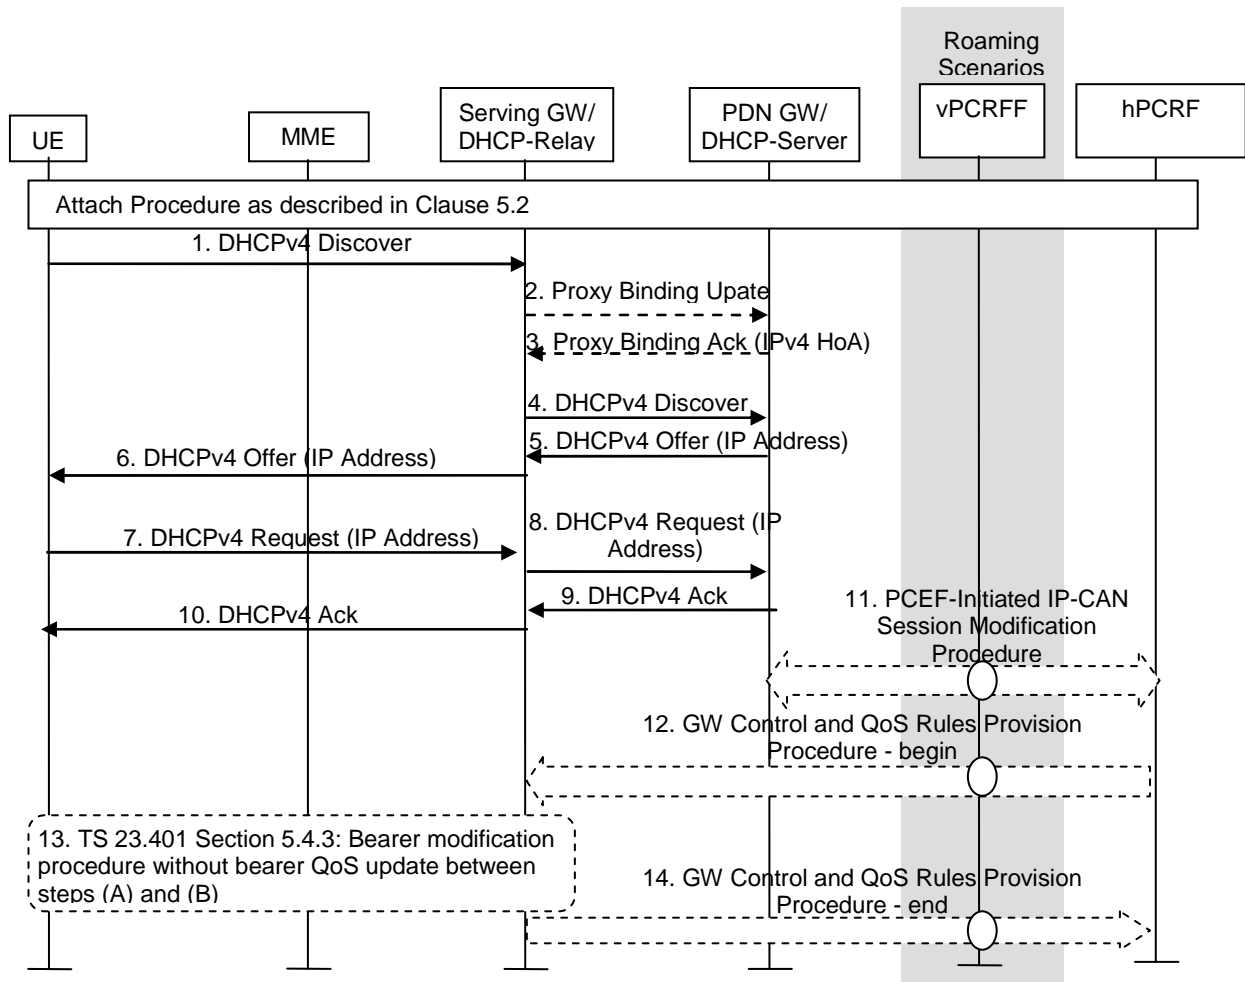 Roaming
Scenarios
UE
MME
Serving GW/
DHCP-Relay
PDN GW/
DHCP-Server
vPCRFF
hPCRF
Attach Procedure as described in Clause 5.2
1. DHCPv4 Discover
2. Proxy Binding Upate
3. Proxy Binding Ack (IPv4 HoA)
4. DHCPv4 Discover
5. DHCPv4 Offer (IP Address)
6. DHCPv4 Offer (IP Address)
7. DHCPv4 Request (IP Address)
8. DHCPv4 Request (IP
Address)
9. DHCPv4 Ack
10. DHCPv4 Ack
11. PCEF-Initiated IP-CAN
Session Modification
Procedure
12. GW Control and QoS Rules Provision
Procedure - begin
13. TS 23.401 Section 5.4.3: Bearer modification
procedure without bearer QoS update between
steps (A) and (B)
14. GW Control and QoS Rules Provision
Procedure - end